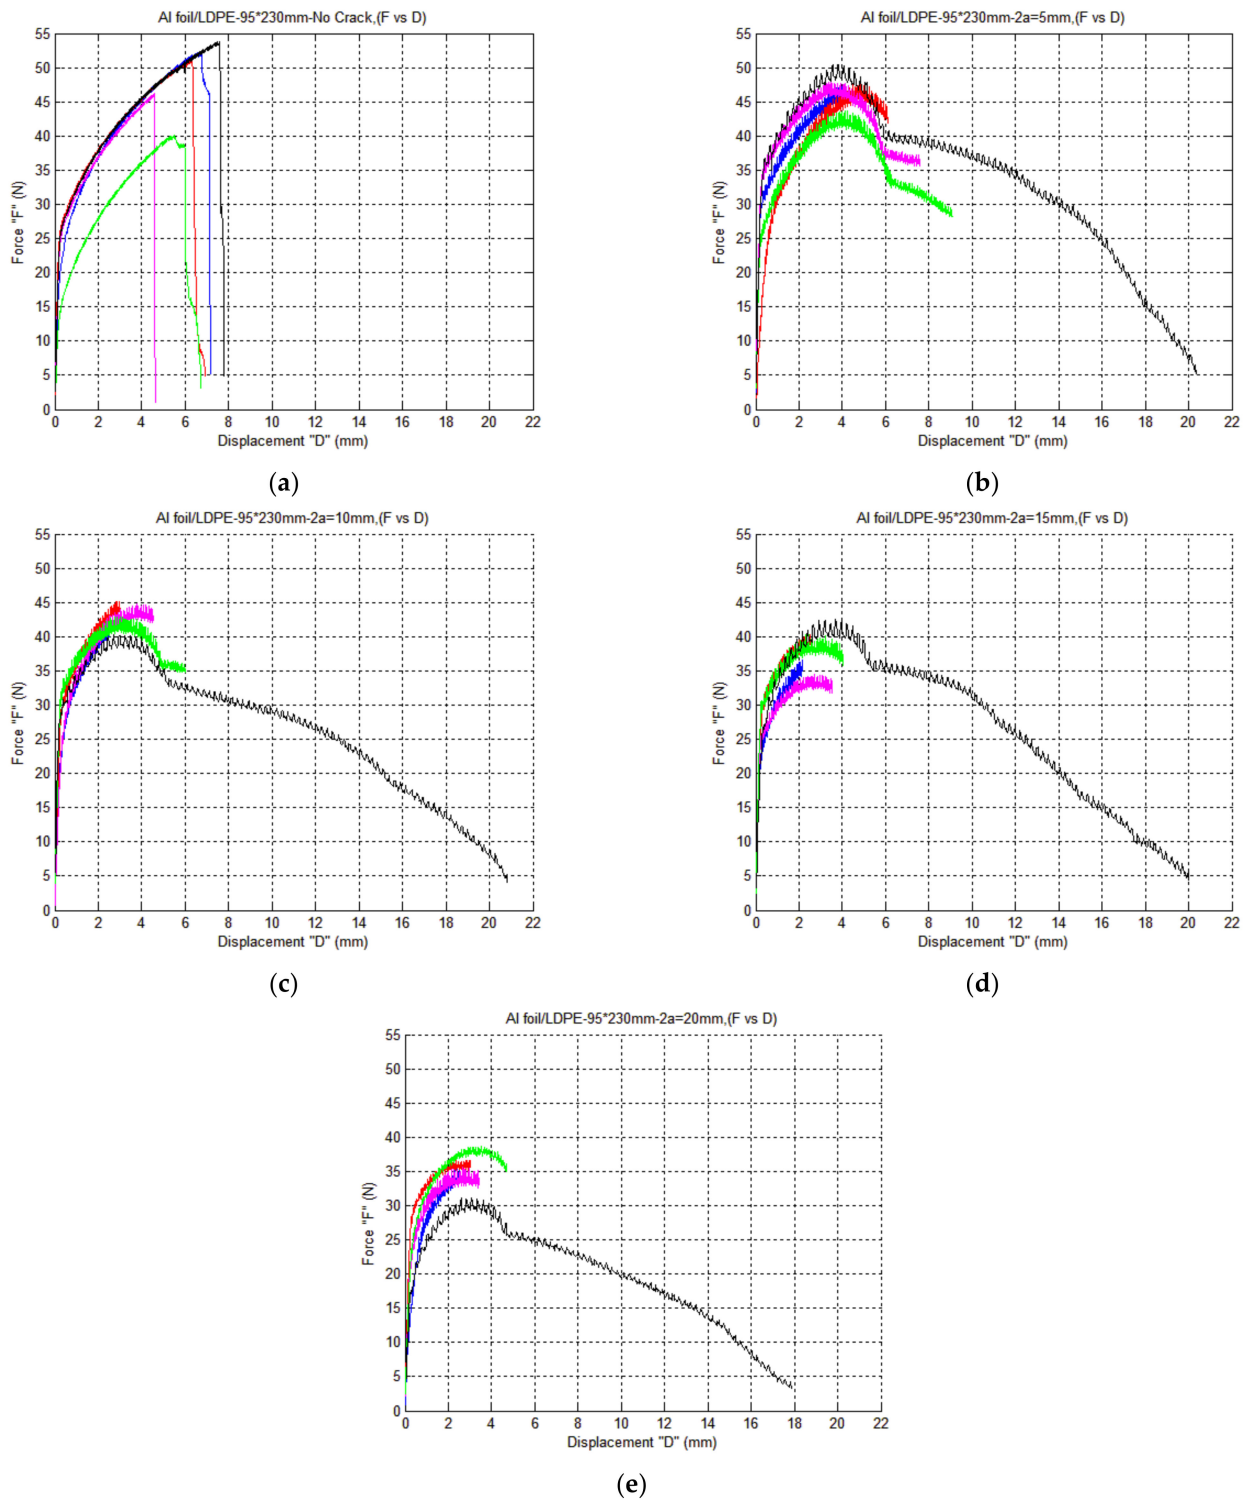 Al foil/LDPE-95*230mm-No Crack,(F vs D)
55
50
45
40
35
30
25
20
15
10
5
0
Force "F" (N)
0 2 4 6 8 10 12 14 16 18 20 22
Displacement "D" (mm)
(a)
Al foil/LDPE-95*230mm-2a=5mm,(F vs D)
55
50
45
40
35
30
25
20
15
10
5
0
Force "F" (N)
0 2 4 6 8 10 12 14 16 18 20 22
Displacement "D" (mm)
(b)
Al foil/LDPE-95*230mm-2a=10mm,(F vs D)
55
50
45
40
35
30
25
20
15
10
5
0
Force "F" (N)
0 2 4 6 8 10 12 14 16 18 20 22
Displacement "D" (mm)
(c)
Al foil/LDPE-95*230mm-2a=15mm,(F vs D)
55
50
45
40
35
30
25
20
15
10
5
0
Force "F" (N)
0 2 4 6 8 10 12 14 16 18 20 22
Displacement "D" (mm)
(d)
Al foil/LDPE-95*230mm-2a=20mm,(F vs D)
55
50
45
40
35
30
25
20
15
10
5
0
Force "F" (N)
0 2 4 6 8 10 12 14 16 18 20 22
Displacement "D" (mm)
(e)